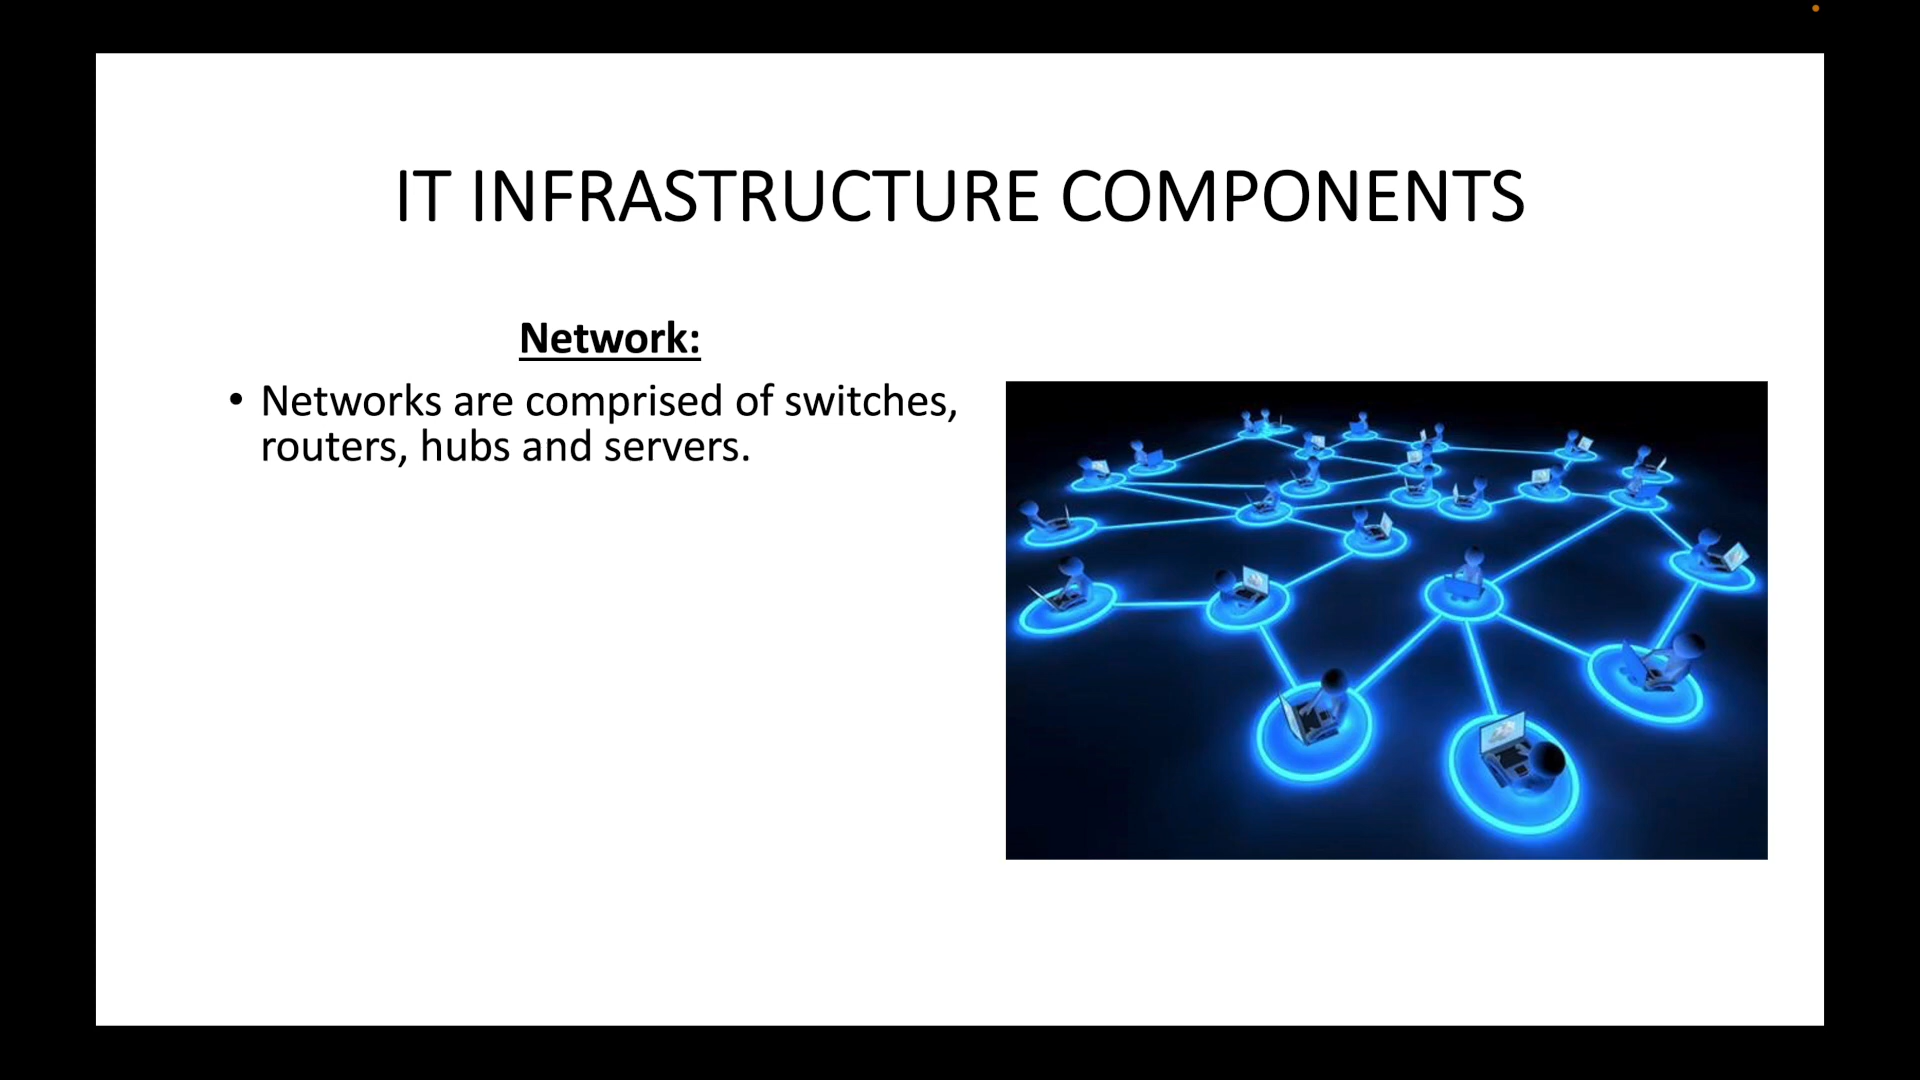 IT INFRASTRUCTURE COMPONENTS
Network:
• Networks are comprised of switches,
routers, hubs and servers.